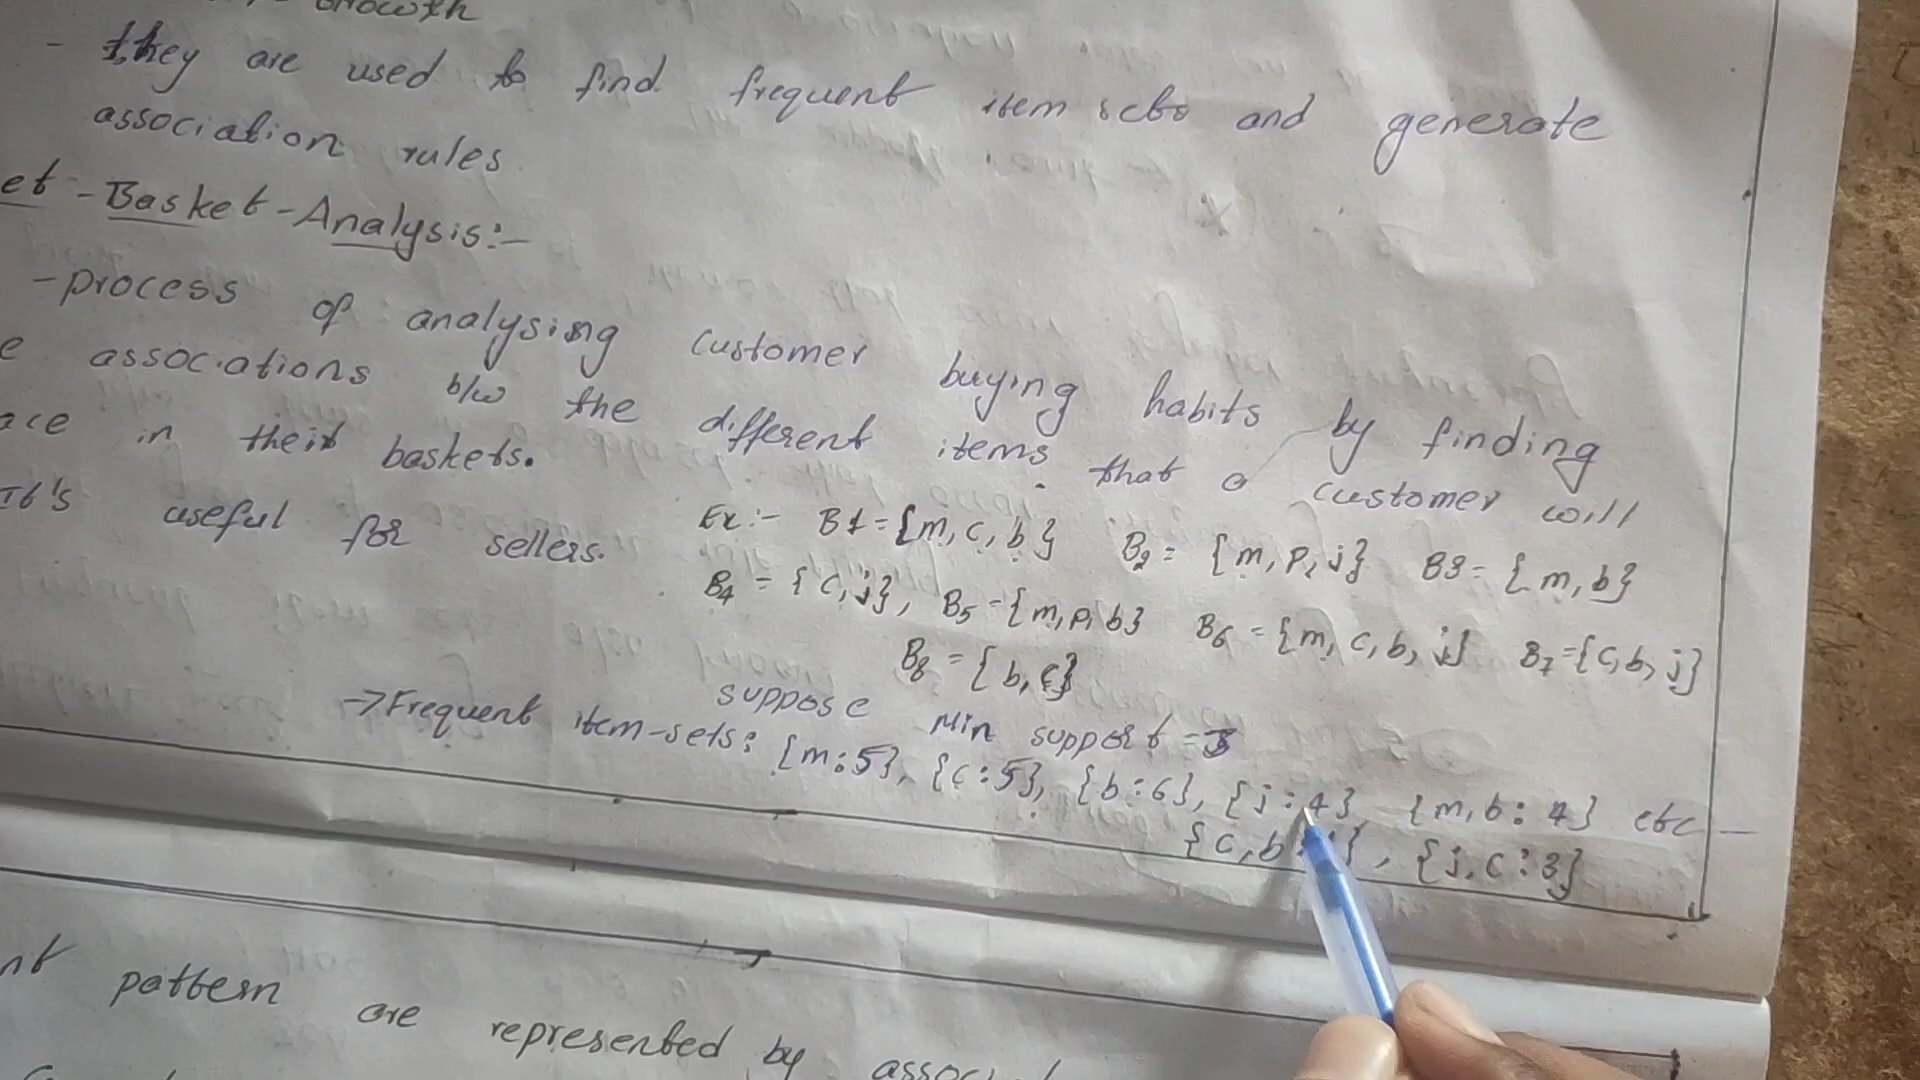 Growth
- they are used to find frequent item sets and generate
association rules.
et - Basket - Analysis:-
- process of analysising customer buying habits by finding
e associations b/w the different items that a customer will
ace in their baskets.
It's useful for sellers. Ex:- B1 = {m, c, b} B2 = {m, p, j} B3 = {m, b}
B4 = {c, j}, B5 = {m, p, b} B6 = {m, c, b, j} B7 = {c, b, j}
B8 = {b, c}
suppose Min support = 3
→ Frequent item-sets: {m:5}, {c:5}, {b:6}, {j:4}, {m, b: 4} etc
{c, b } , {j, c : 3}
nt pattern are represented by associ